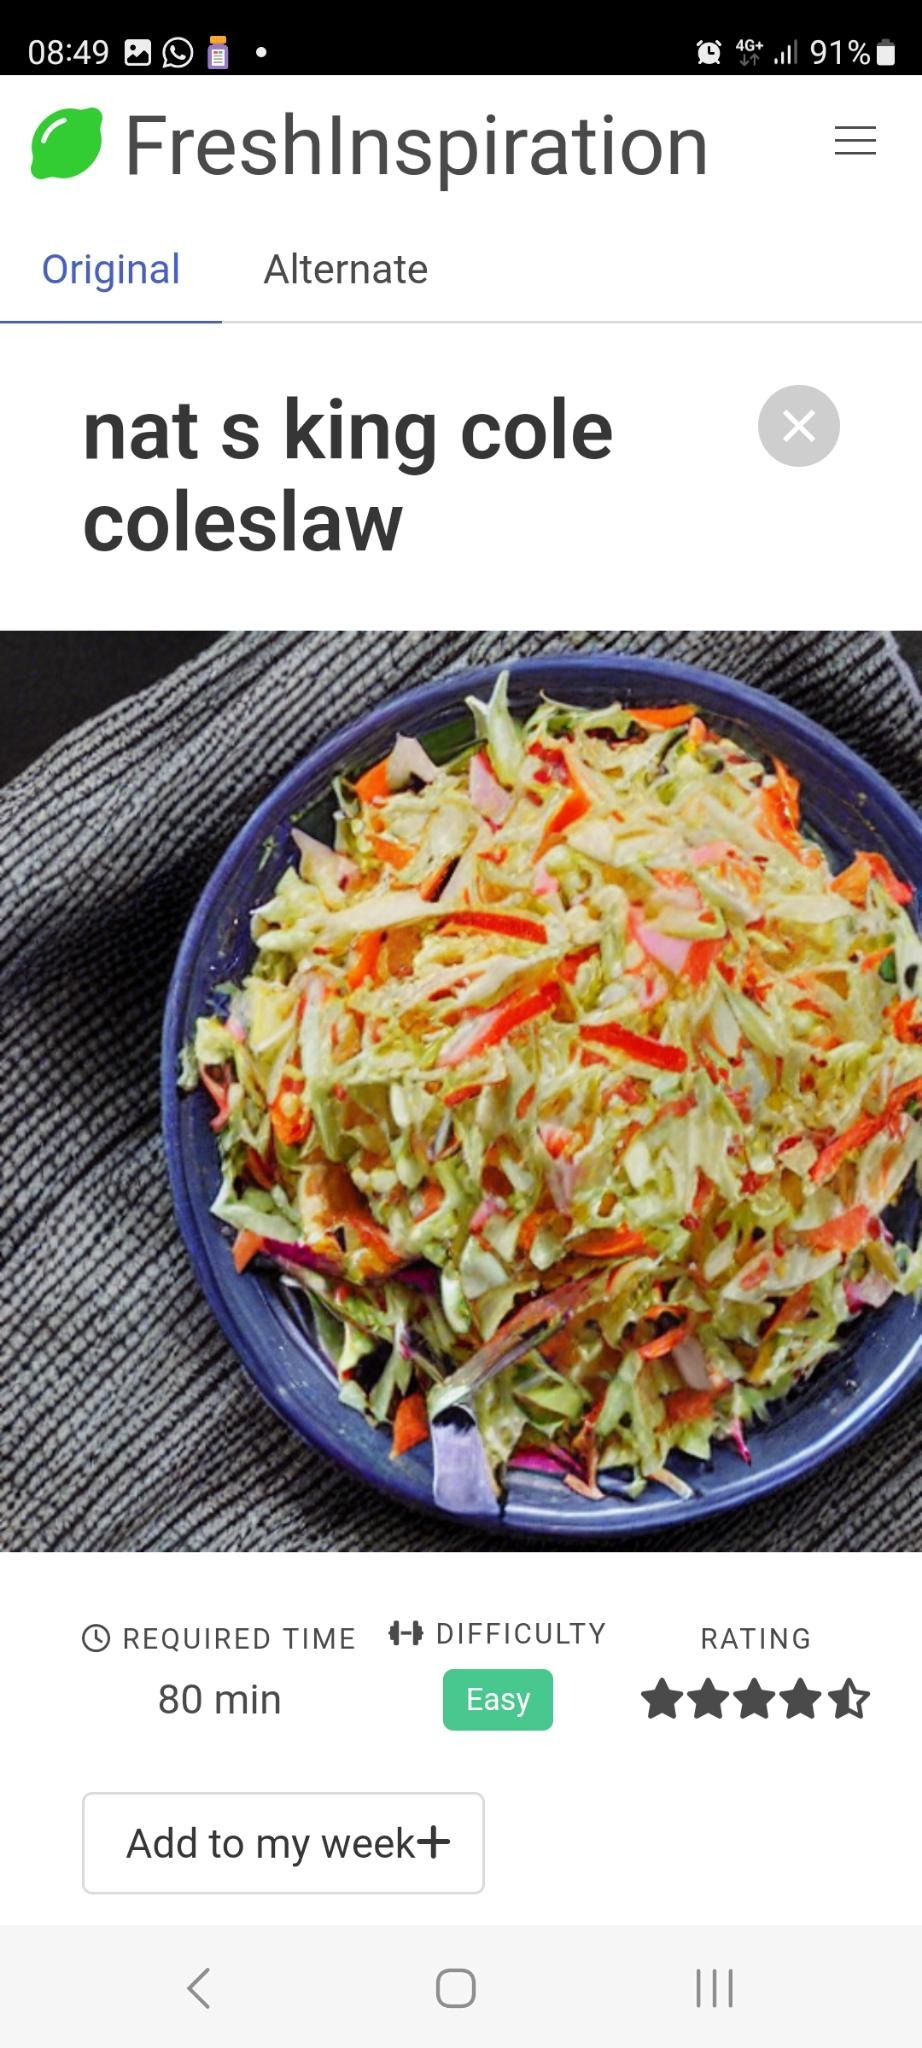 08:49 4G+ 91%
FreshInspiration
Original Alternate
nat s king cole
coleslaw
REQUIRED TIME DIFFICULTY RATING
80 min Easy
Add to my week+